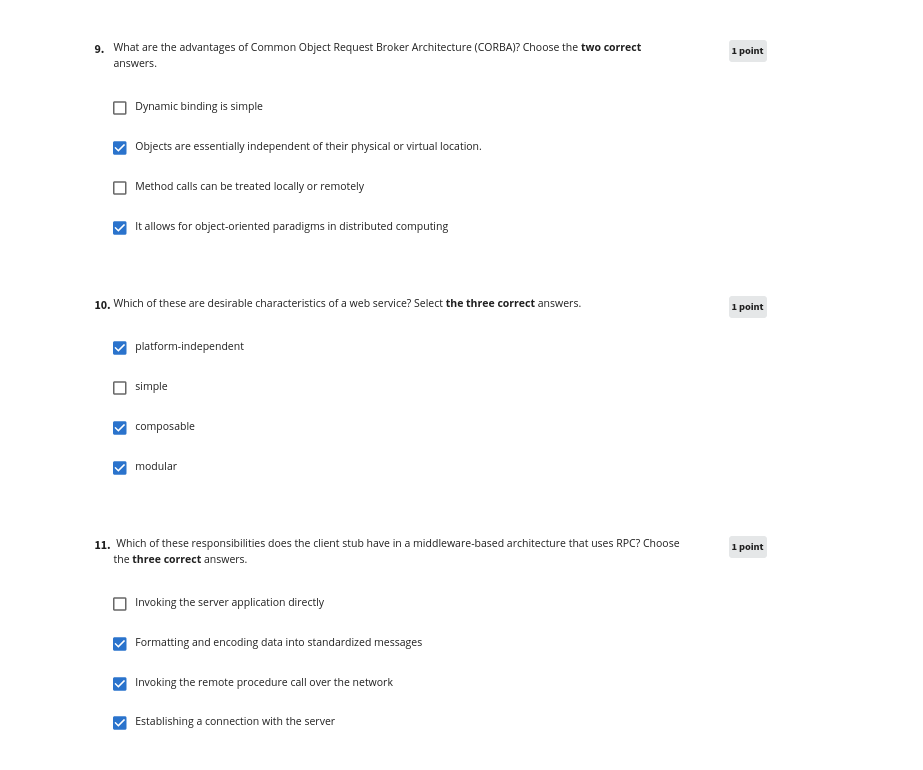 9. What are the advantages of Common Object Request Broker Architecture (CORBA)? Choose the two correct
answers.
1 point
Dynamic binding is simple
Objects are essentially independent of their physical or virtual location.
Method calls can be treated locally or remotely
It allows for object-oriented paradigms in distributed computing
10. Which of these are desirable characteristics of a web service? Select the three correct answers.
1 point
platform-independent
simple
composable
modular
11. Which of these responsibilities does the client stub have in a middleware-based architecture that uses RPC? Choose
the three correct answers.
1 point
Invoking the server application directly
Formatting and encoding data into standardized messages
Invoking the remote procedure call over the network
Establishing a connection with the server